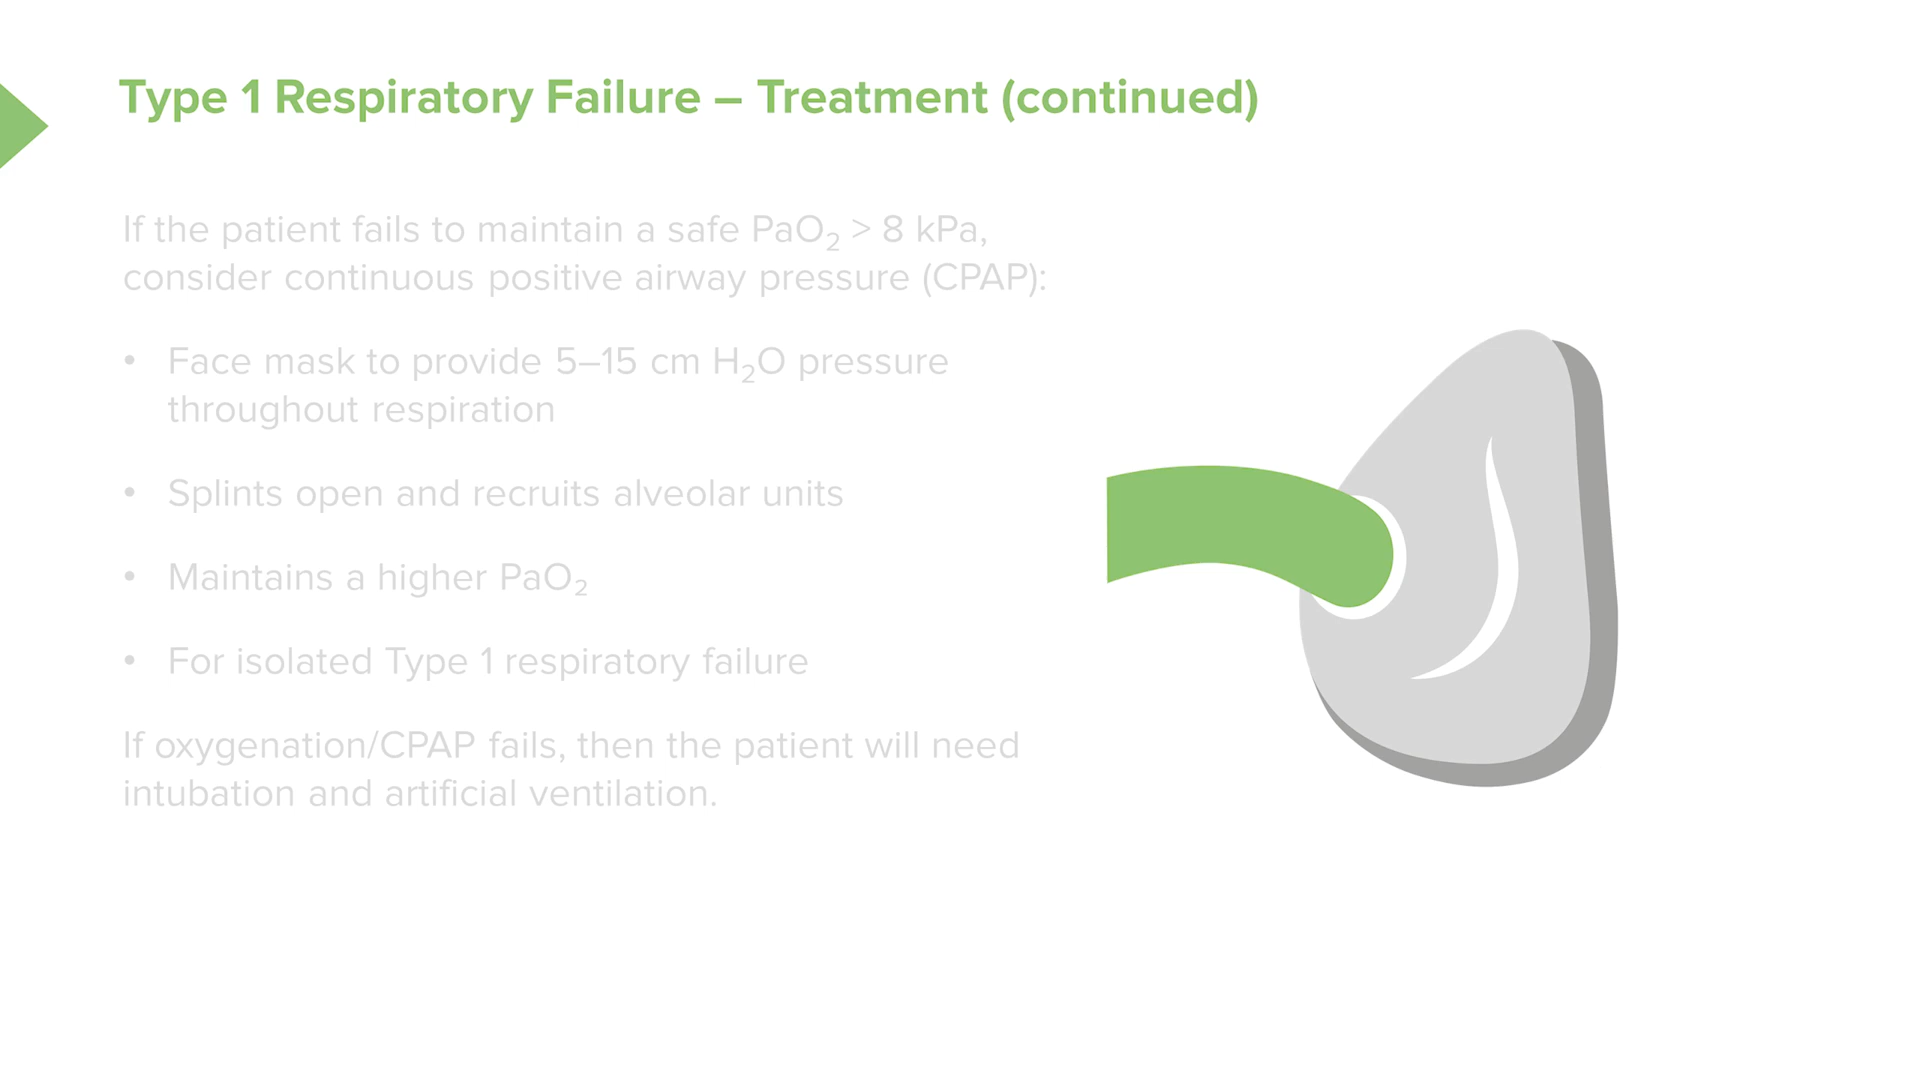 Type 1 Respiratory Failure – Treatment (continued)
If the patient fails to maintain a safe PaO₂ > 8 kPa,
consider continuous positive airway pressure (CPAP):
• Face mask to provide 5–15 cm H₂O pressure
throughout respiration
• Splints open and recruits alveolar units
• Maintains a higher PaO₂
• For isolated Type 1 respiratory failure
If oxygenation/CPAP fails, then the patient will need
intubation and artificial ventilation.